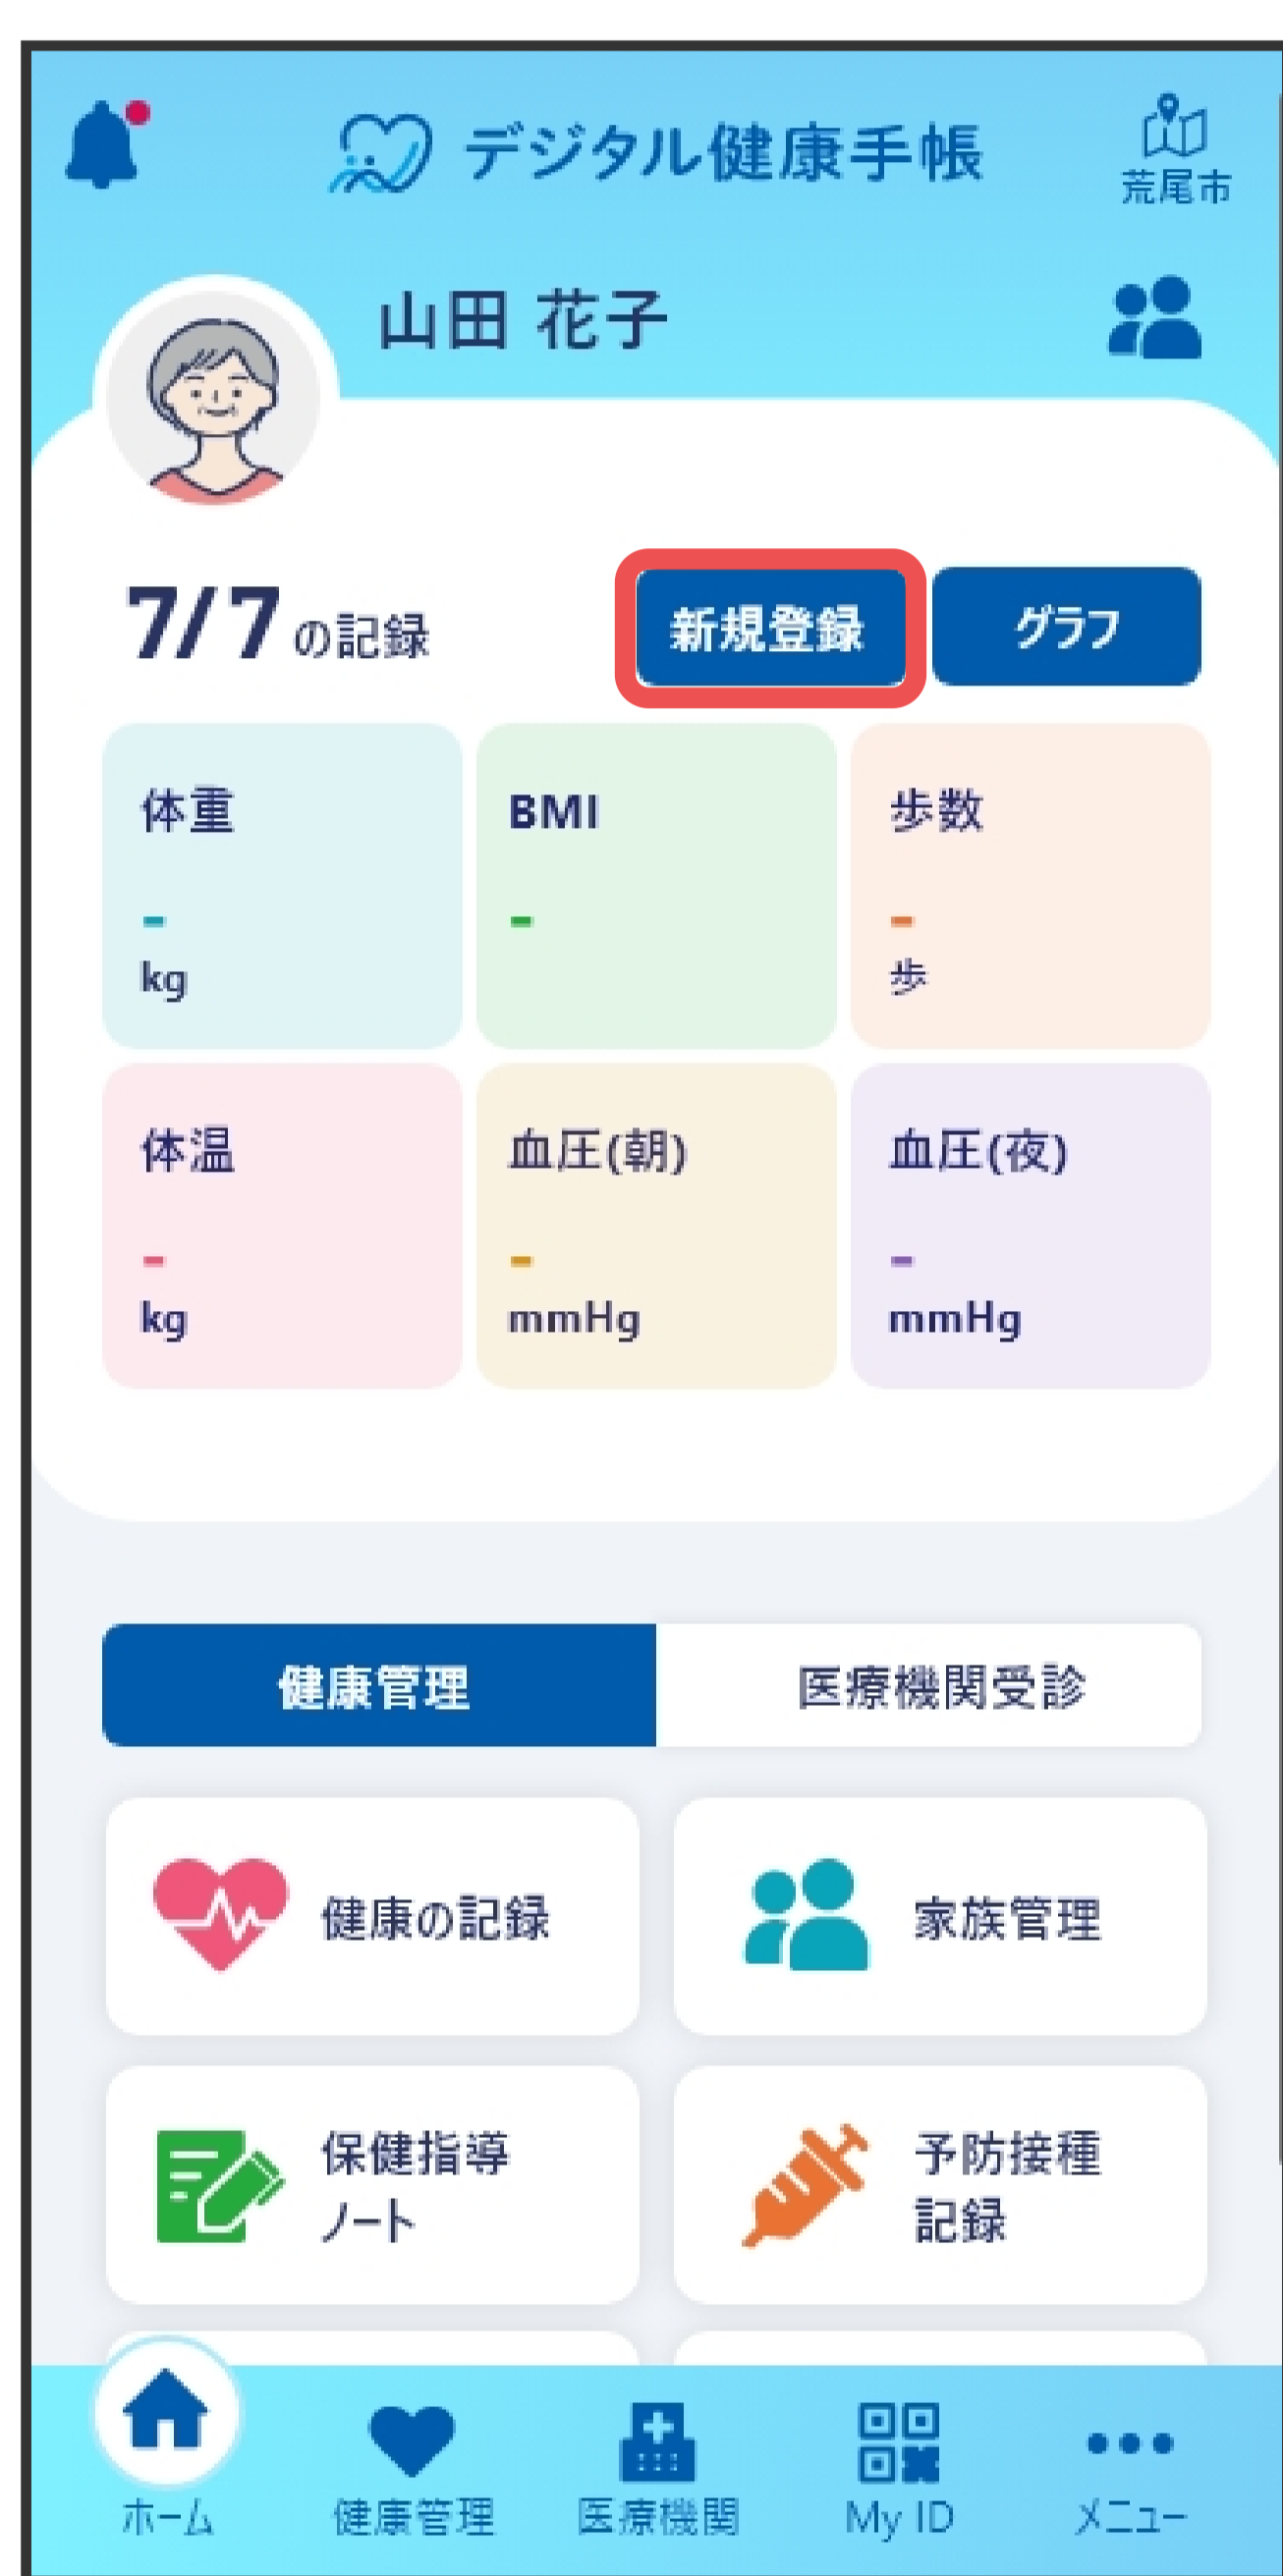 デジタル健康手帳
荒尾市
山田 花子
7/7の記録
新規登録
グラフ
体重
-
kg
BMI
-
歩数
-
歩
体温
-
kg
血圧(朝)
-
mmHg
血圧(夜)
-
mmHg
健康管理
医療機関受診
健康の記録
家族管理
保健指導
ノート
予防接種
記録
ホーム
健康管理
医療機関
My ID
メニュー